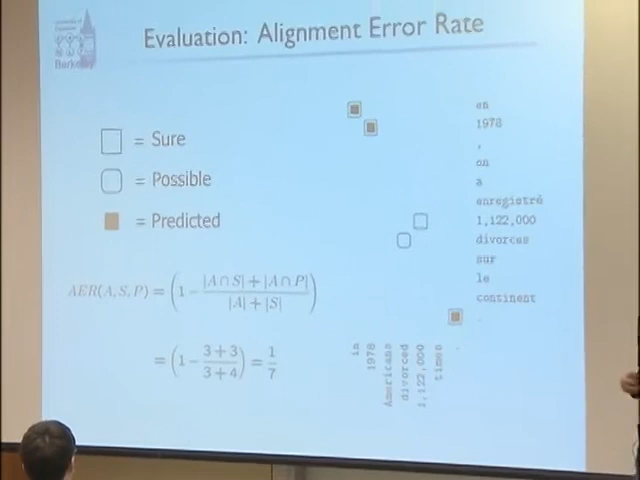 Berkeley
Evaluation: Alignment Error Rate
= Sure
= Possible
= Predicted
AER(A, S, P) = (1 − |A ∩ S| + |A ∩ P| / |A| + |S|)
= (1 − 3 + 3 / 3 + 4) = 1 / 7
en
1978
,
on
a
enregistré
1,122,000
divorces
sur
le
continent
.
in
1978
Americans
divorced
1,122,000
times
.